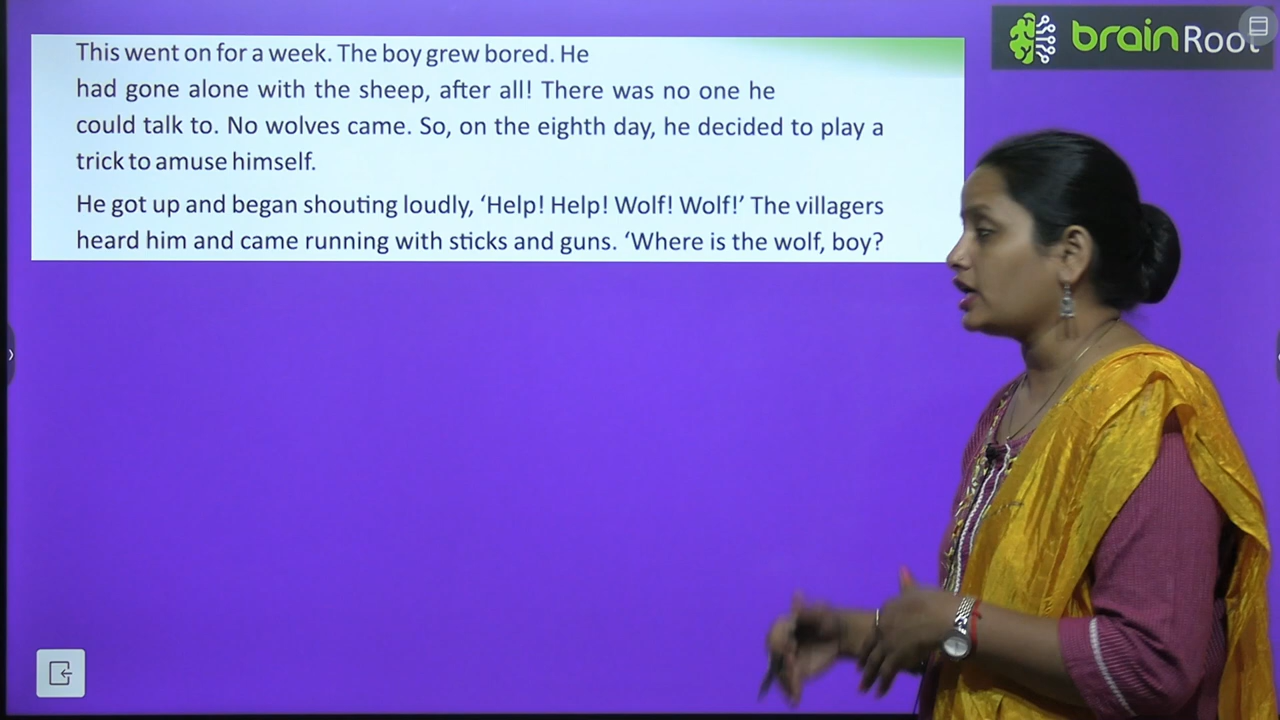 This went on for a week. The boy grew bored. He
had gone alone with the sheep, after all! There was no one he
could talk to. No wolves came. So, on the eighth day, he decided to play a
trick to amuse himself.
He got up and began shouting loudly, ‘Help! Help! Wolf! Wolf!’ The villagers
heard him and came running with sticks and guns. ‘Where is the wolf, boy?
brainRoot